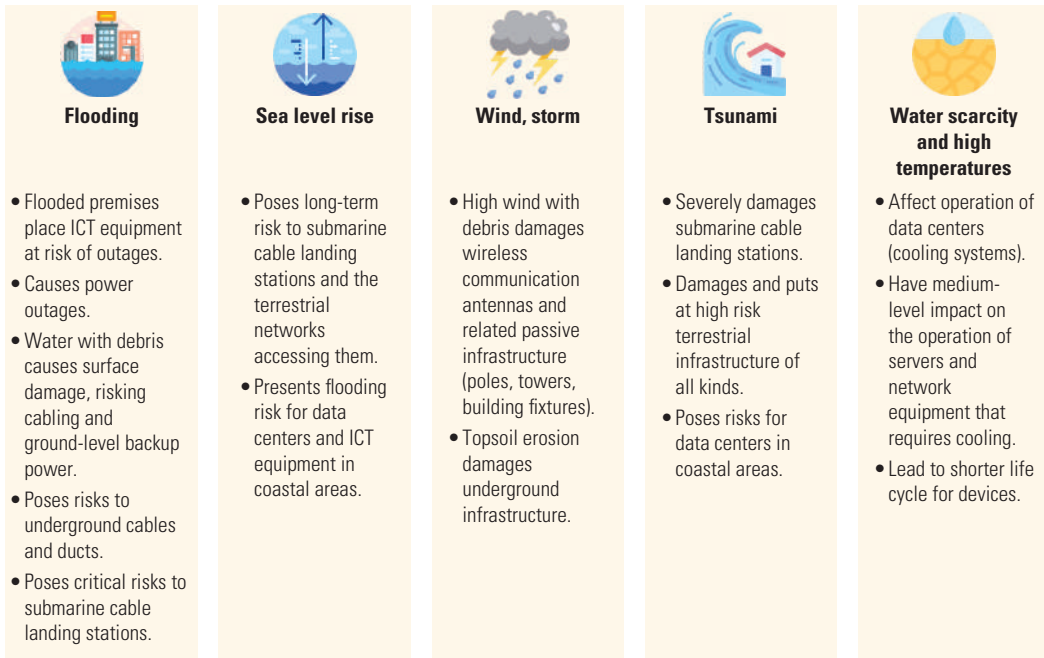 Flooding
• Flooded premises
place ICT equipment
at risk of outages.
• Causes power
outages.
• Water with debris
causes surface
damage, risking
cabling and
ground-level backup
power.
• Poses risks to
underground cables
and ducts.
• Poses critical risks to
submarine cable
landing stations.
Sea level rise
• Poses long-term
risk to submarine
cable landing
stations and the
terrestrial
networks
accessing them.
• Presents flooding
risk for data
centers and ICT
equipment in
coastal areas.
Wind, storm
• High wind with
debris damages
wireless
communication
antennas and
related passive
infrastructure
(poles, towers,
building fixtures).
• Topsoil erosion
damages
underground
infrastructure.
Tsunami
• Severely damages
submarine cable
landing stations.
• Damages and puts
at high risk
terrestrial
infrastructure of
all kinds.
• Poses risks for
data centers in
coastal areas.
Water scarcity
and high
temperatures
• Affect operation of
data centers
(cooling systems).
• Have medium-
level impact on
the operation of
servers and
network
equipment that
requires cooling.
• Lead to shorter life
cycle for devices.